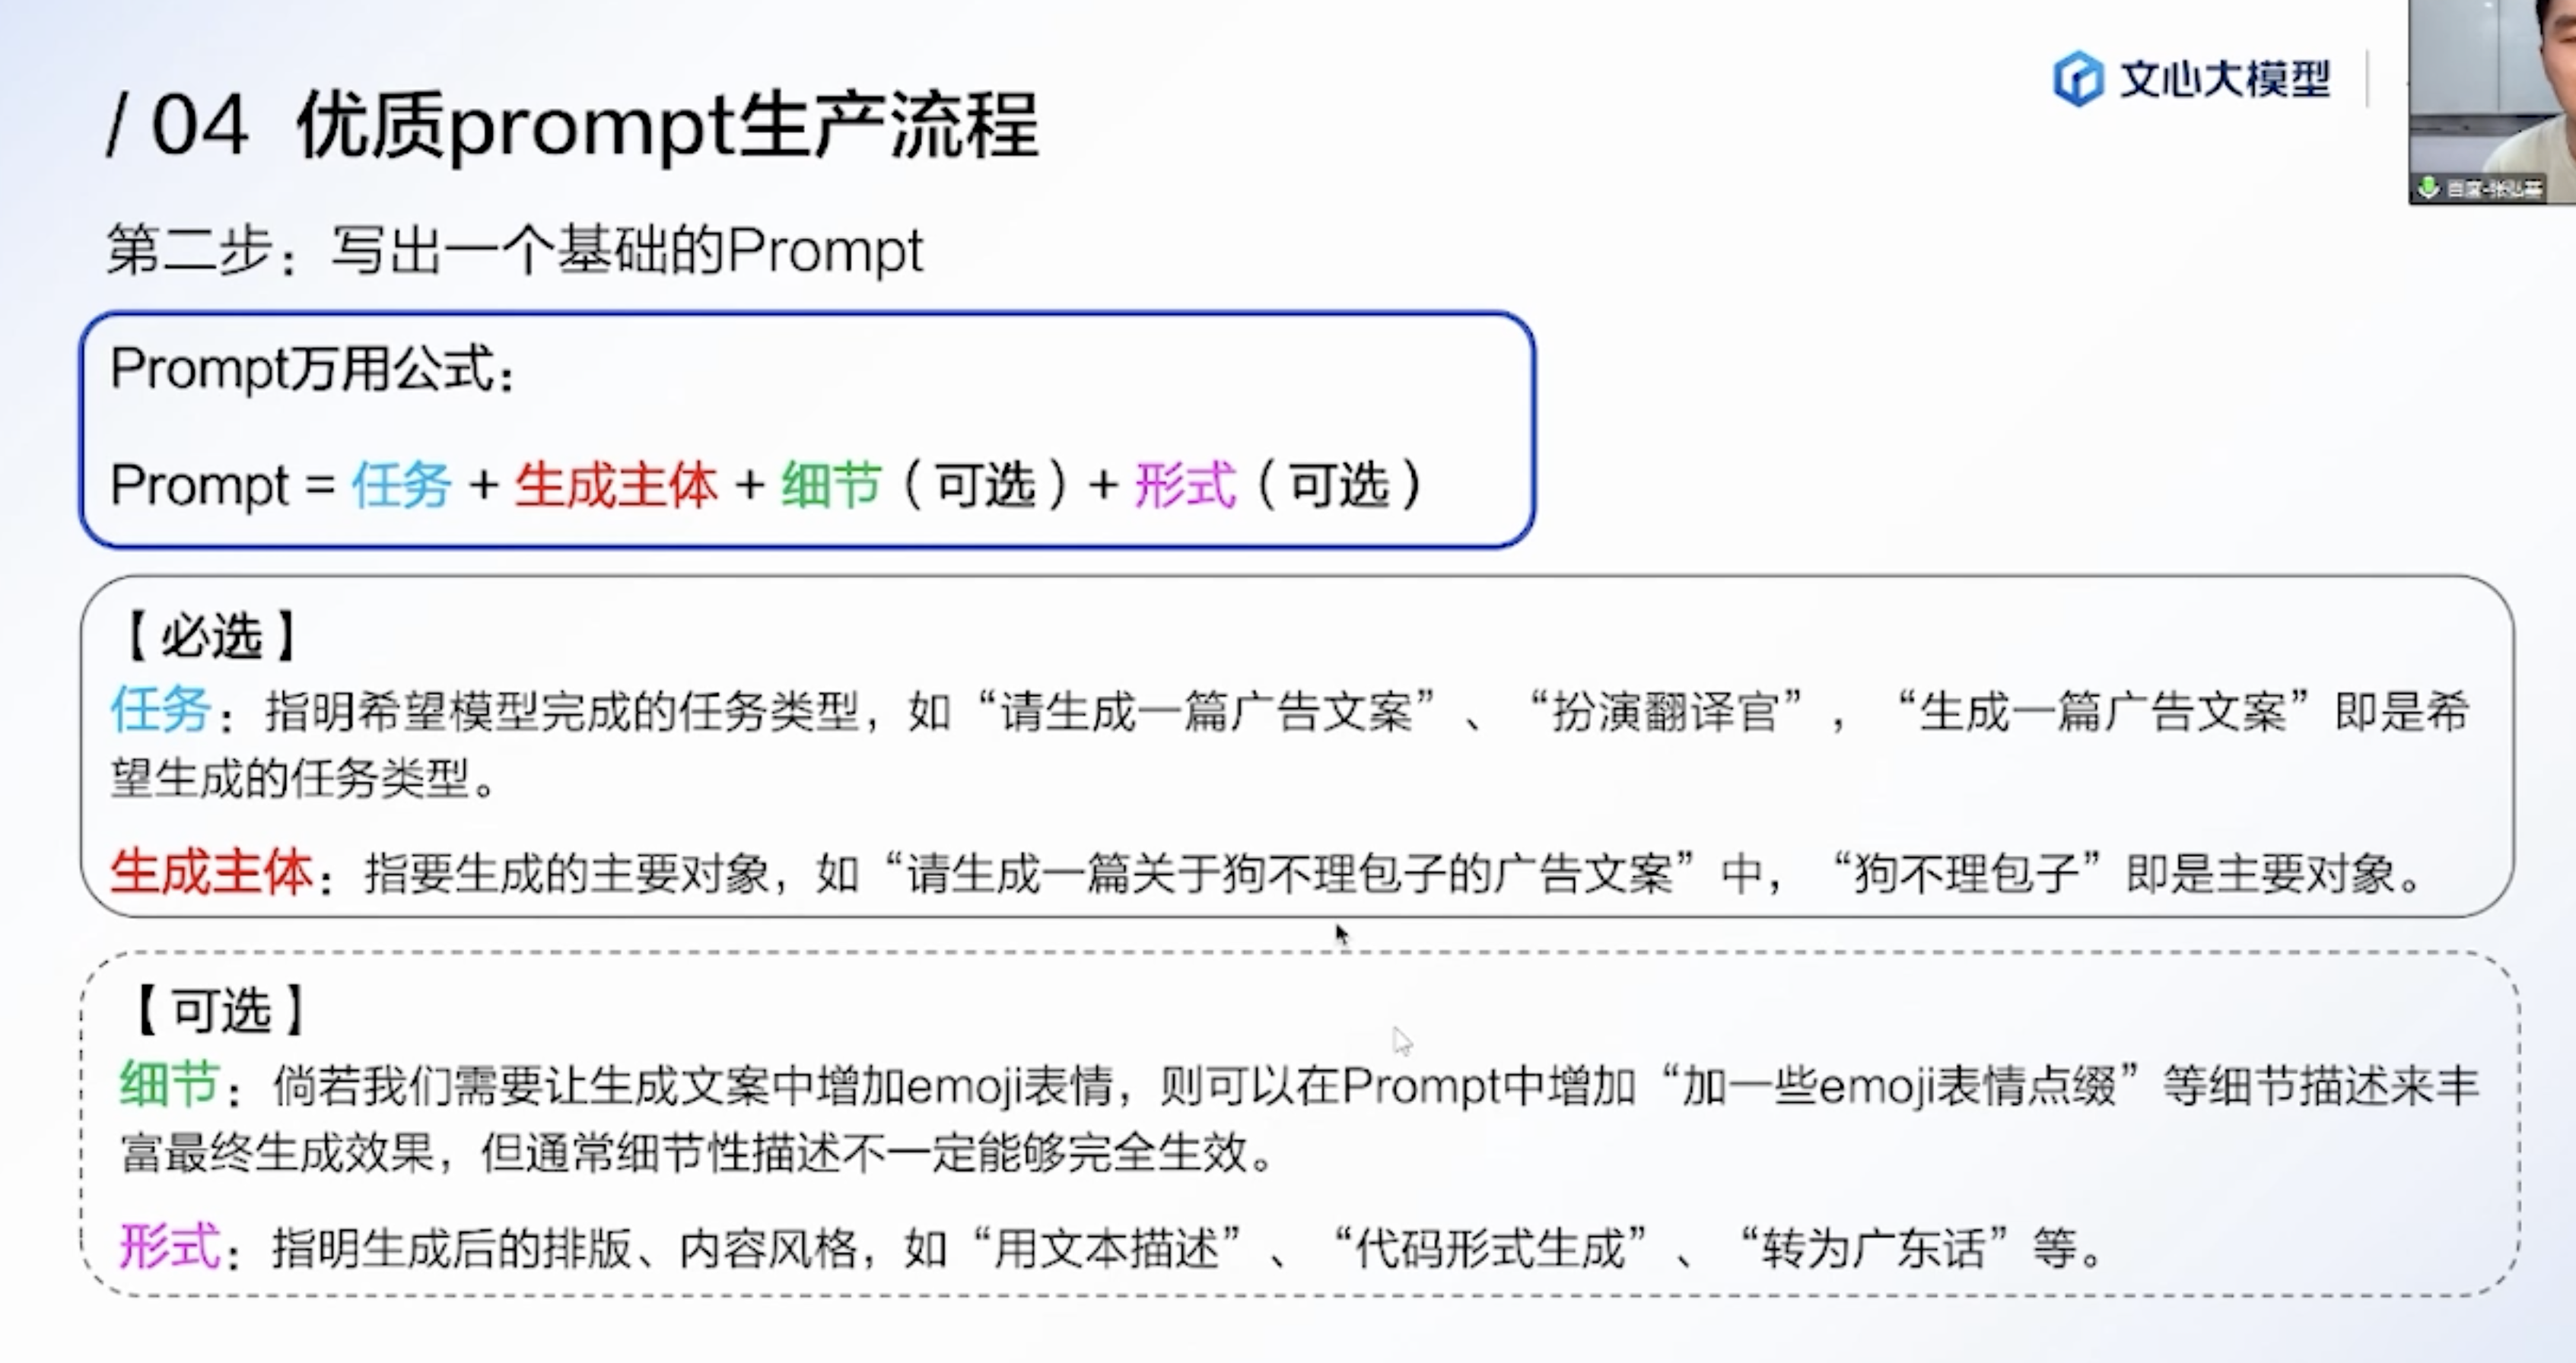 / 04 优质prompt生产流程
文心大模型
百度-张弘基
第二步：写出一个基础的Prompt
Prompt万用公式：
Prompt = 任务 + 生成主体 + 细节（可选）+ 形式（可选）
【必选】
任务：指明希望模型完成的任务类型，如“请生成一篇广告文案”、“扮演翻译官”，“生成一篇广告文案”即是希
望生成的任务类型。
生成主体：指要生成的主要对象，如“请生成一篇关于狗不理包子的广告文案”中，“狗不理包子”即是主要对象。
【可选】
细节：倘若我们需要让生成文案中增加emoji表情，则可以在Prompt中增加“加一些emoji表情点缀”等细节描述来丰
富最终生成效果，但通常细节性描述不一定能够完全生效。
形式：指明生成后的排版、内容风格，如“用文本描述”、“代码形式生成”、“转为广东话”等。